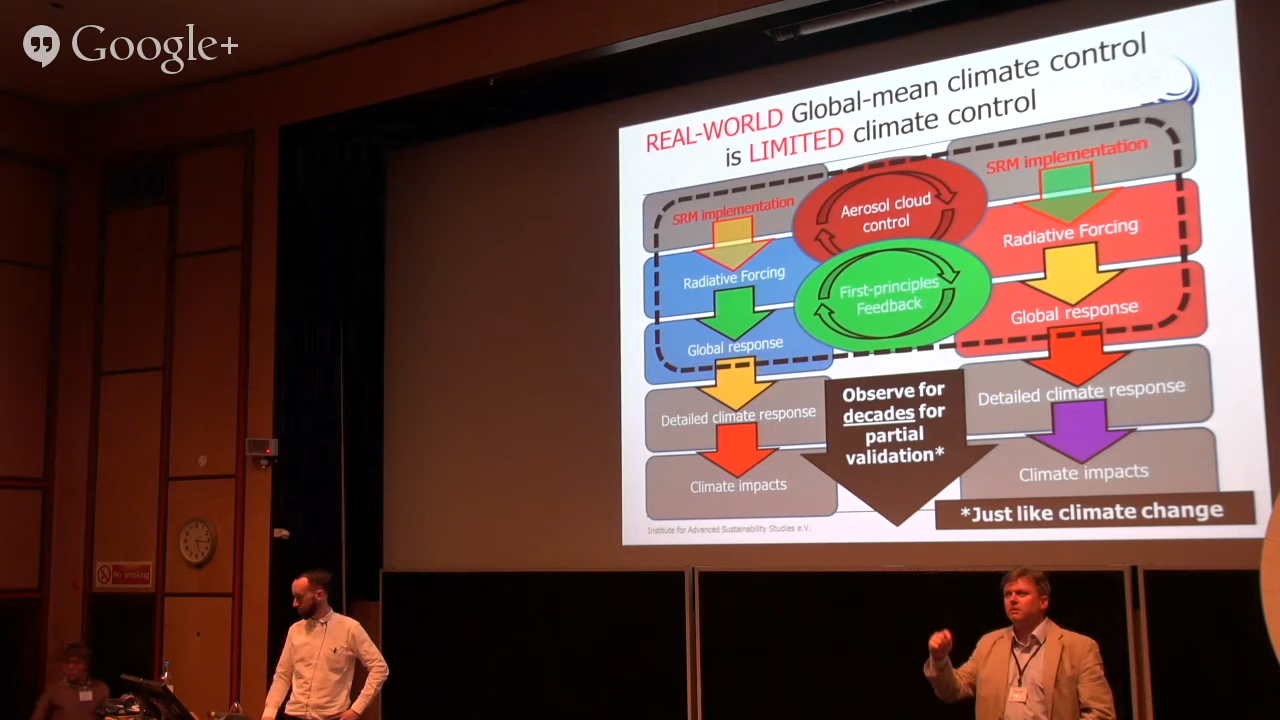 Google+
REAL-WORLD Global-mean climate control
is LIMITED climate control
SRM implementation
Radiative Forcing
Global response
Detailed climate response
Climate impacts
Aerosol cloud
control
First-principles
Feedback
Observe for
decades for
partial
validation*
SRM implementation
Radiative Forcing
Global response
Detailed climate response
Climate impacts
*Just like climate change
Institute for Advanced Sustainability Studies e.V.
No smoking